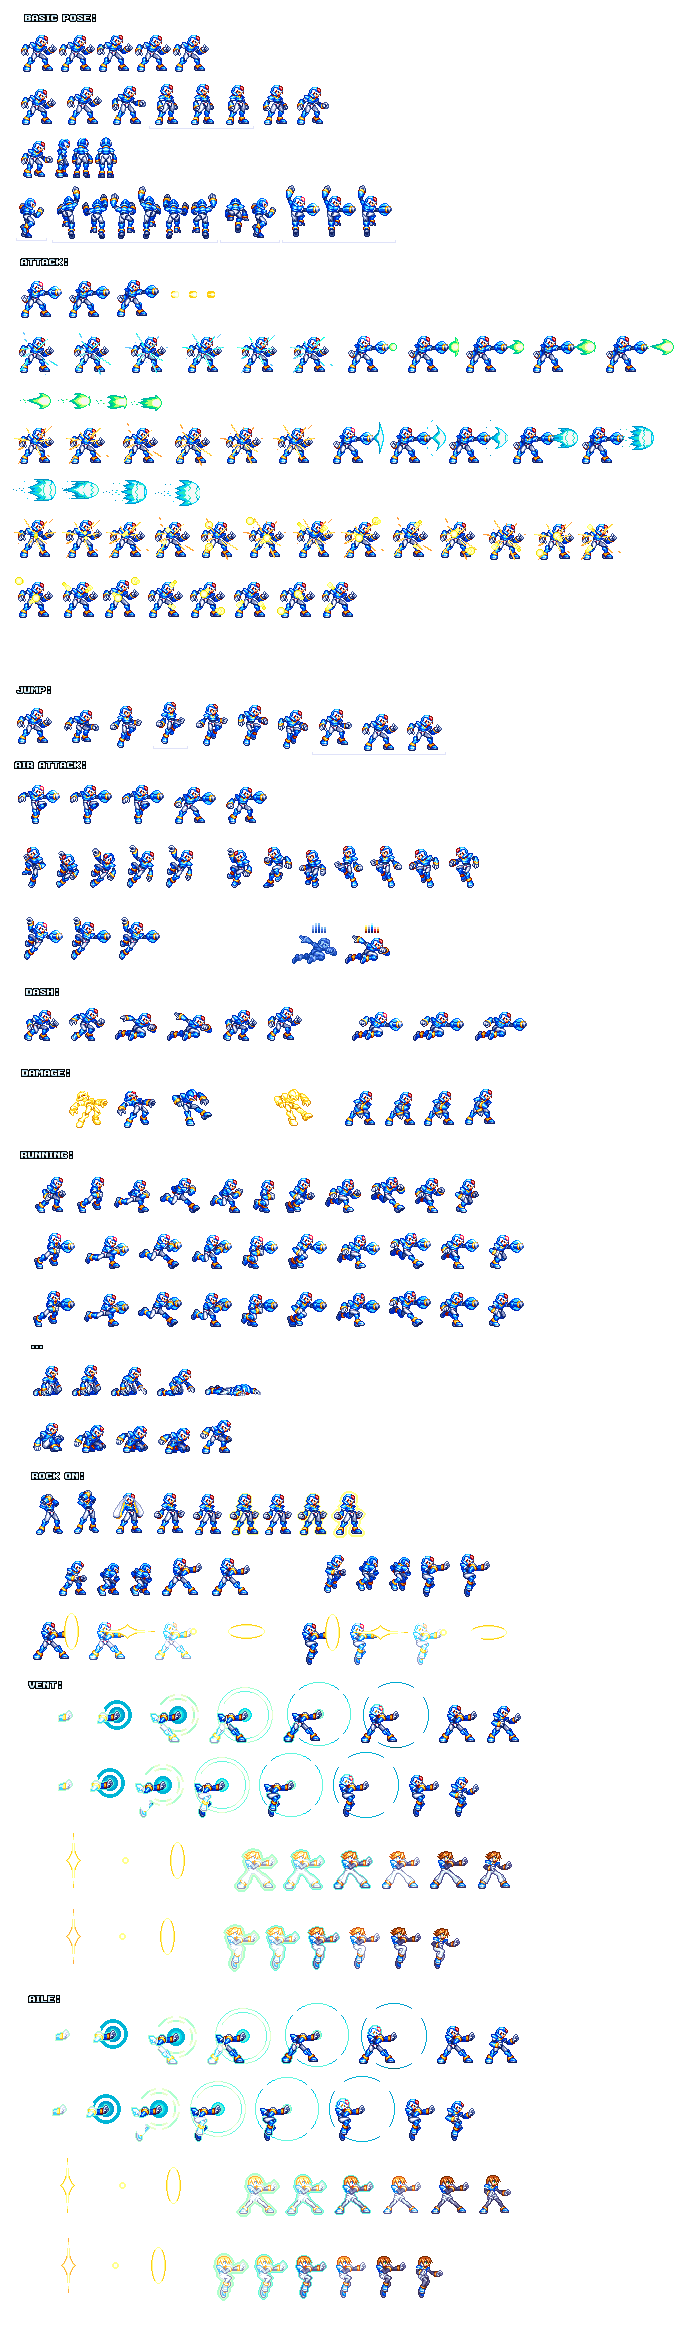 BASIC POSE:
ATTACK:
JUMP:
AIR ATTACK:
DASH:
DAMAGE:
RUNNING:
...
ROCK ON:
VENT:
AILE: